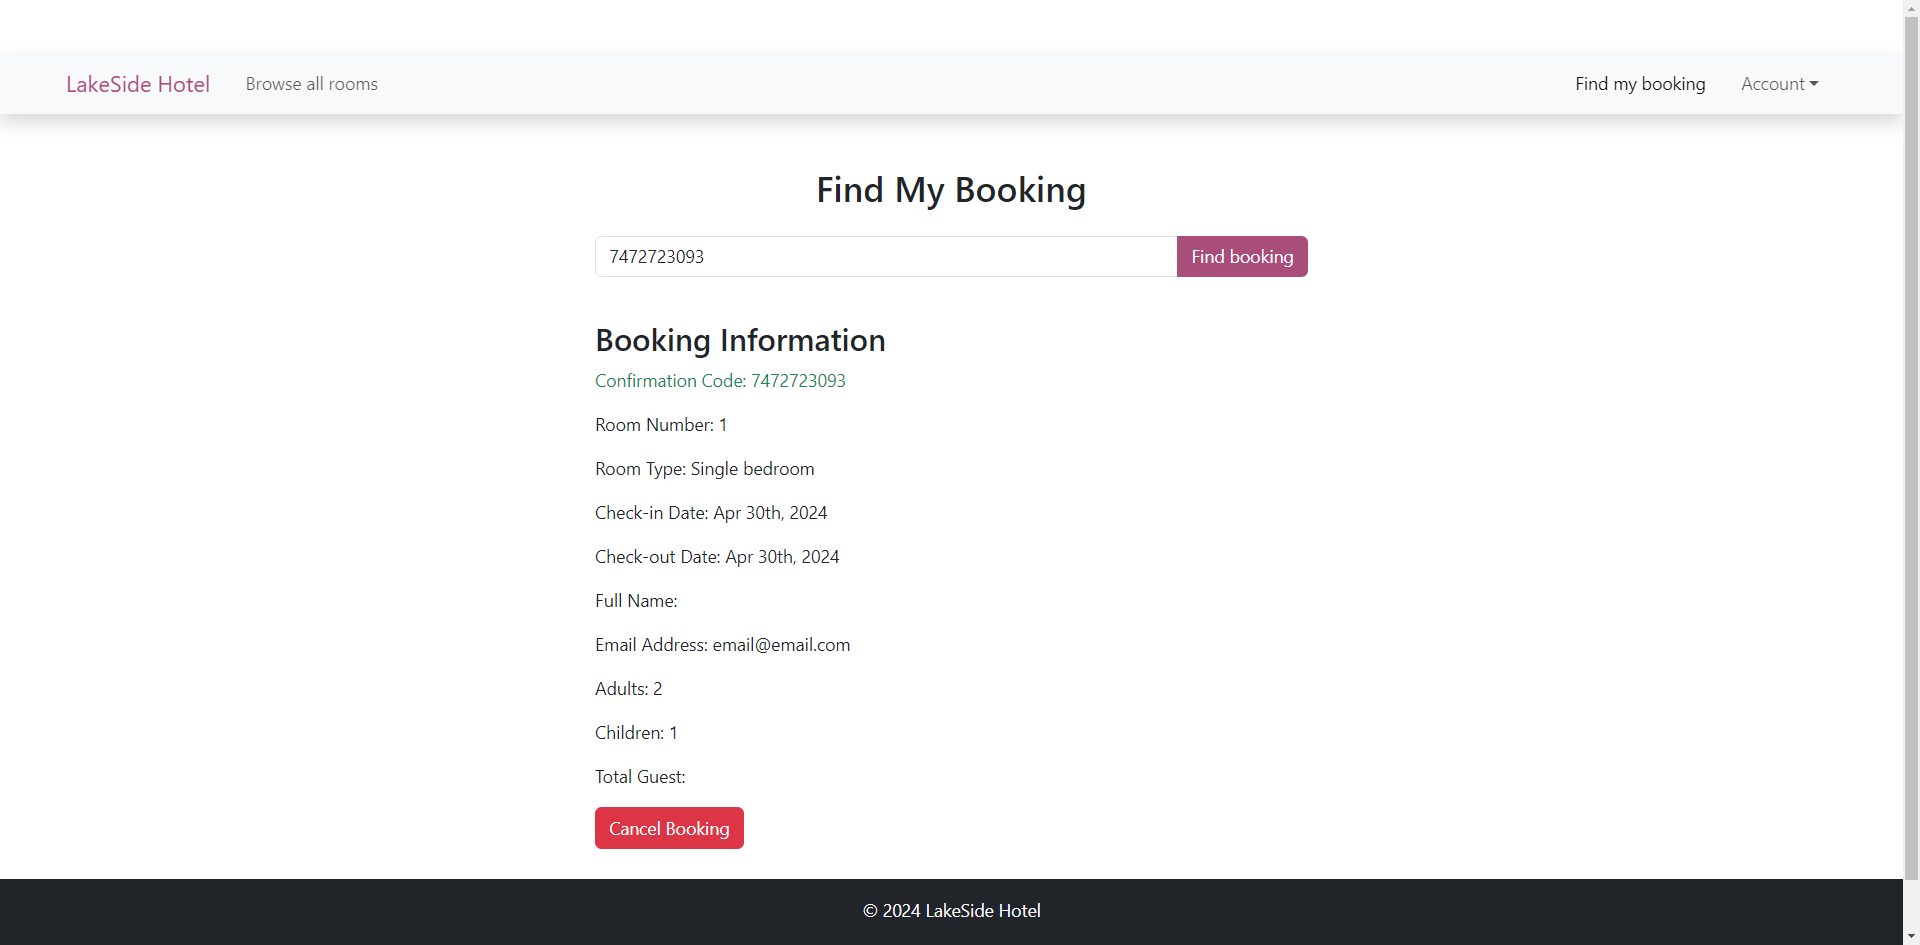 LakeSide Hotel Browse all rooms Find my booking Account
Find My Booking
7472723093 Find booking
Booking Information
Confirmation Code: 7472723093
Room Number: 1
Room Type: Single bedroom
Check-in Date: Apr 30th, 2024
Check-out Date: Apr 30th, 2024
Full Name:
Email Address: email@email.com
Adults: 2
Children: 1
Total Guest:
Cancel Booking
© 2024 LakeSide Hotel